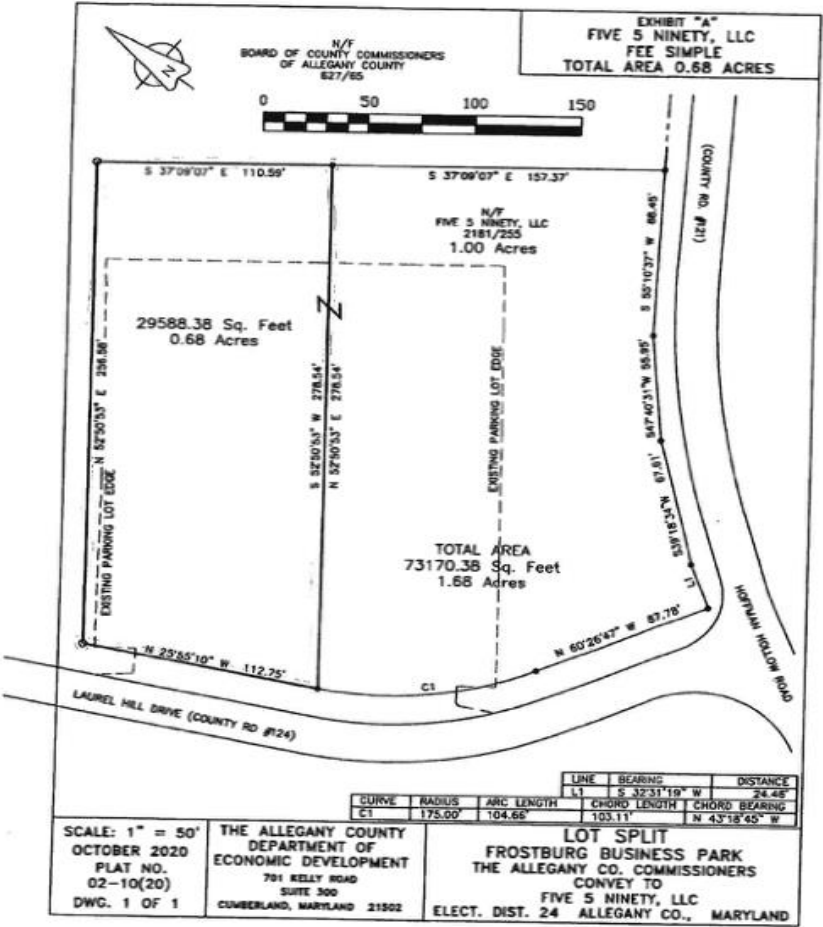 EXHIBIT "A"
FIVE 5 NINETY, LLC
FEE SIMPLE
TOTAL AREA 0.68 ACRES
N/F
BOARD OF COUNTY COMMISSIONERS
OF ALLEGANY COUNTY
627/65
N
0 50 100 150
S 37°09'07" E 110.59'
S 37°09'07" E 157.37'
N/F
FIVE 5 NINETY, LLC
2181/255
1.00 Acres
(COUNTY RD. #121)
S 55°10'37" W 88.45'
29588.38 Sq. Feet
0.68 Acres
N 52°50'53" E 256.58'
EXISTING PARKING LOT EDGE
S 52°50'53" W 278.54'
N 52°50'53" E 278.54'
Z
EXISTING PARKING LOT EDGE
S47°40'31"W 55.95'
S39°18'34"W 67.61'
L1
TOTAL AREA
73170.38 Sq. Feet
1.68 Acres
N 60°26'47" W 87.78'
HOFFMAN HOLLOW ROAD
N 25°55'10" W 112.75'
C1
LAUREL HILL DRIVE (COUNTY RD #124)
LINE BEARING DISTANCE
L1 S 32°31'19" W 24.46'
CURVE RADIUS ARC LENGTH CHORD LENGTH CHORD BEARING
C1 175.00' 104.66' 103.11' N 43°18'45" W
SCALE: 1" = 50'
OCTOBER 2020
PLAT NO.
02-10(20)
DWG. 1 OF 1
THE ALLEGANY COUNTY
DEPARTMENT OF
ECONOMIC DEVELOPMENT
701 KELLY ROAD
SUITE 300
CUMBERLAND, MARYLAND 21502
LOT SPLIT
FROSTBURG BUSINESS PARK
THE ALLEGANY CO. COMMISSIONERS
CONVEY TO
FIVE 5 NINETY, LLC
ELECT. DIST. 24 ALLEGANY CO., MARYLAND